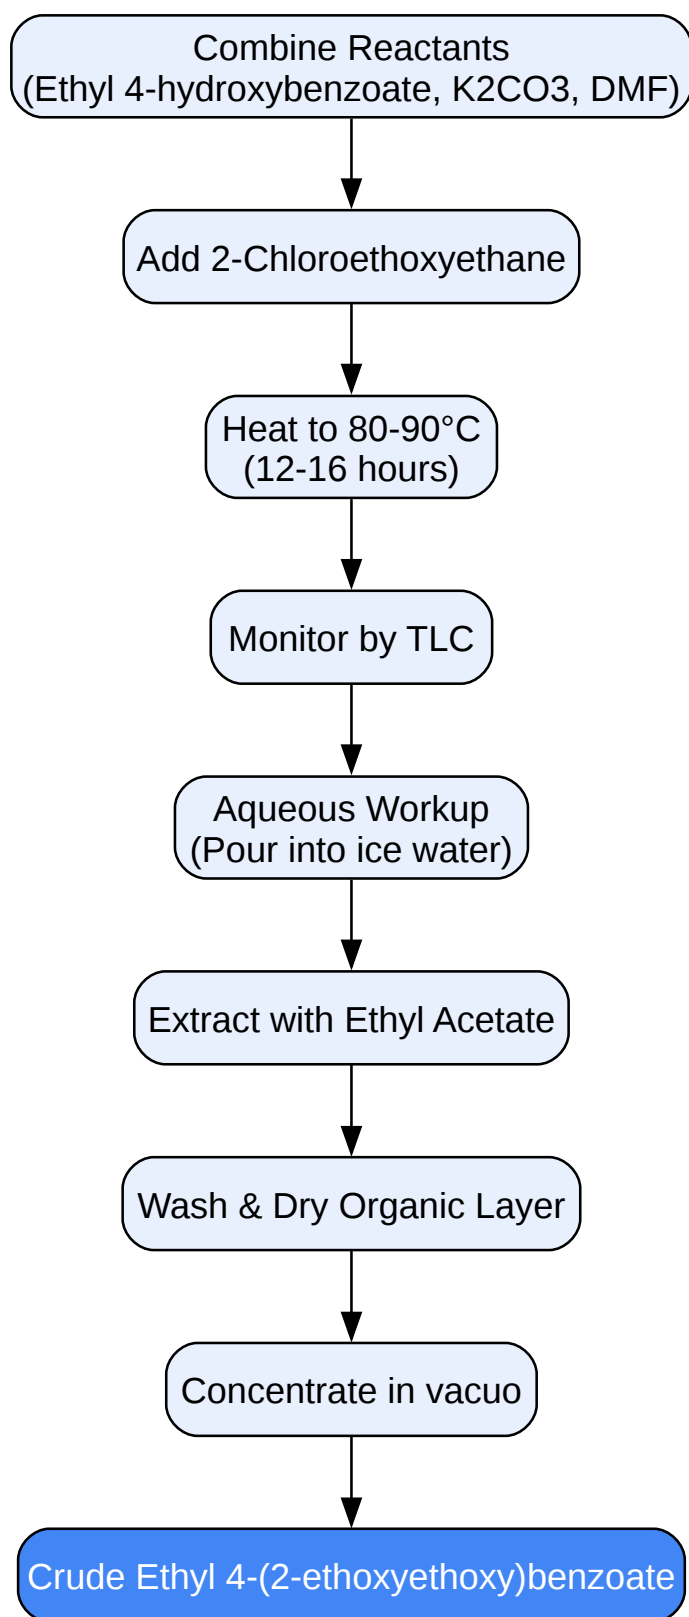 Combine Reactants
(Ethyl 4-hydroxybenzoate, K2CO3, DMF)
Add 2-Chloroethoxyethane
Heat to 80-90°C
(12-16 hours)
Monitor by TLC
Aqueous Workup
(Pour into ice water)
Extract with Ethyl Acetate
Wash & Dry Organic Layer
Concentrate in vacuo
Crude Ethyl 4-(2-ethoxyethoxy)benzoate